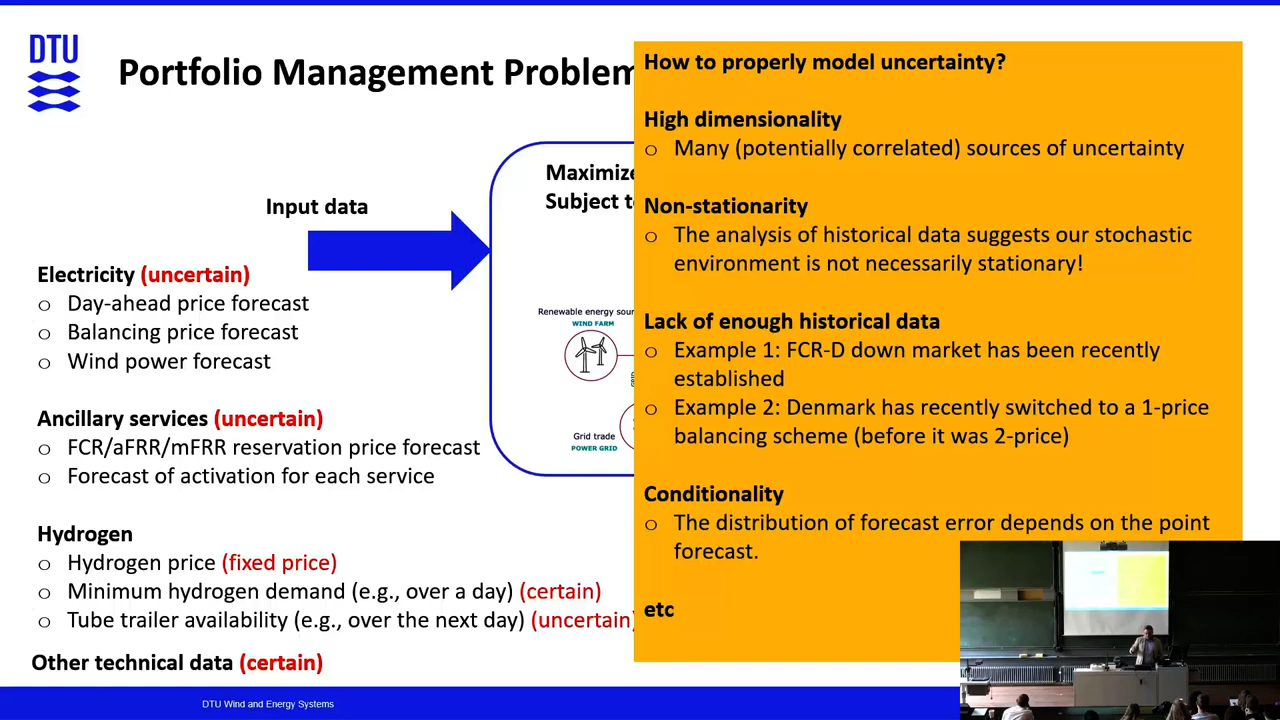 DTU
Portfolio Management Problem
Input data
Electricity (uncertain)
o Day-ahead price forecast
o Balancing price forecast
o Wind power forecast
Ancillary services (uncertain)
o FCR/aFRR/mFRR reservation price forecast
o Forecast of activation for each service
Hydrogen
o Hydrogen price (fixed price)
o Minimum hydrogen demand (e.g., over a day) (certain)
o Tube trailer availability (e.g., over the next day) (uncertain)
Other technical data (certain)
Maximize
Subject to
Renewable energy sour
WIND FARM
GRID
Grid trade
POWER GRID
How to properly model uncertainty?
High dimensionality
o Many (potentially correlated) sources of uncertainty
Non-stationarity
o The analysis of historical data suggests our stochastic
environment is not necessarily stationary!
Lack of enough historical data
o Example 1: FCR-D down market has been recently
established
o Example 2: Denmark has recently switched to a 1-price
balancing scheme (before it was 2-price)
Conditionality
o The distribution of forecast error depends on the point
forecast.
etc
DTU Wind and Energy Systems